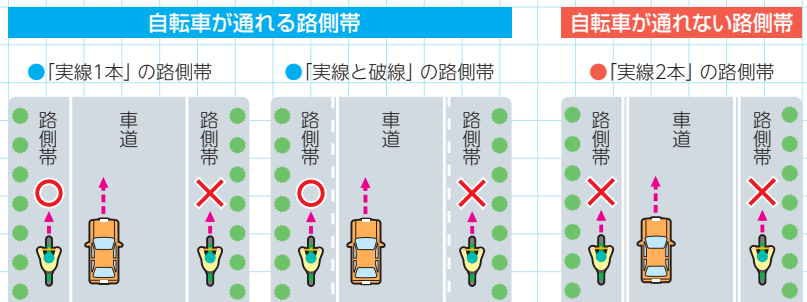 自転車が通れる路側帯
自転車が通れない路側帯
●「実線1本」の路側帯
●「実線と破線」の路側帯
●「実線2本」の路側帯
路側帯
車道
路側帯
路側帯
車道
路側帯
路側帯
車道
路側帯